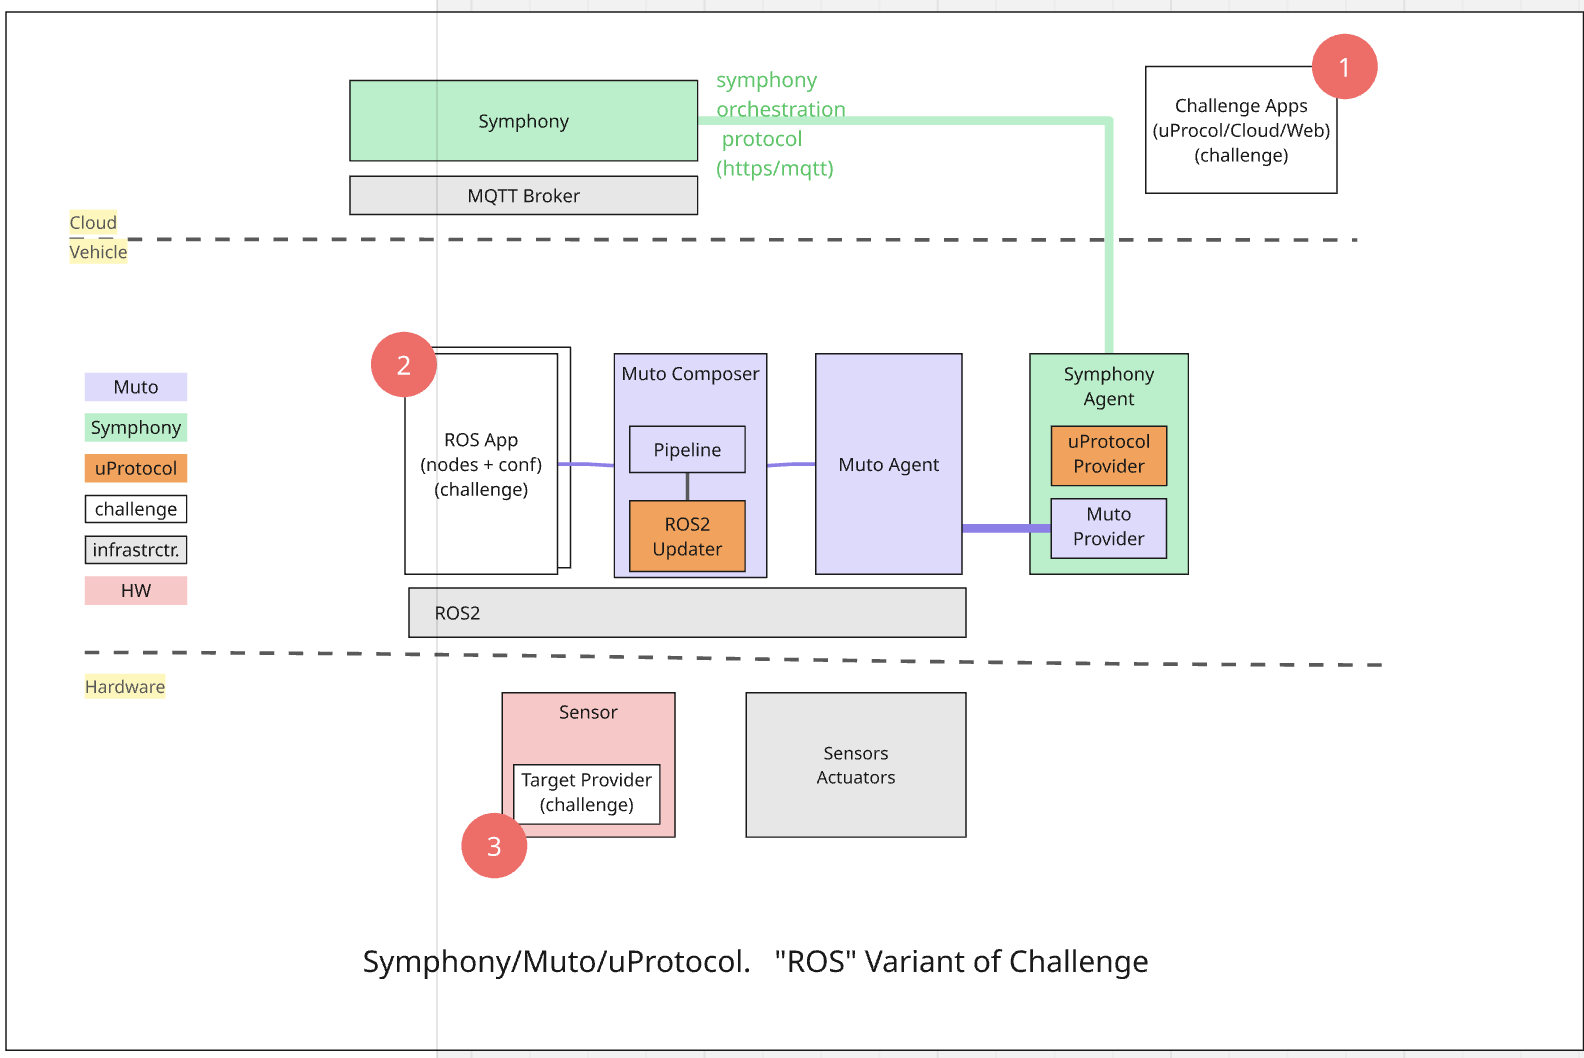 symphony
orchestration
protocol
(https/mqtt)
Symphony
MQTT Broker
1
Challenge Apps
(uProcol/Cloud/Web)
(challenge)
Cloud
Vehicle
Muto
Symphony
uProtocol
challenge
infrastrctr.
HW
2
ROS App
(nodes + conf)
(challenge)
Muto Composer
Pipeline
ROS2
Updater
Muto Agent
Symphony
Agent
uProtocol
Provider
Muto
Provider
ROS2
Hardware
Sensor
Target Provider
(challenge)
3
Sensors
Actuators
Symphony/Muto/uProtocol. "ROS" Variant of Challenge